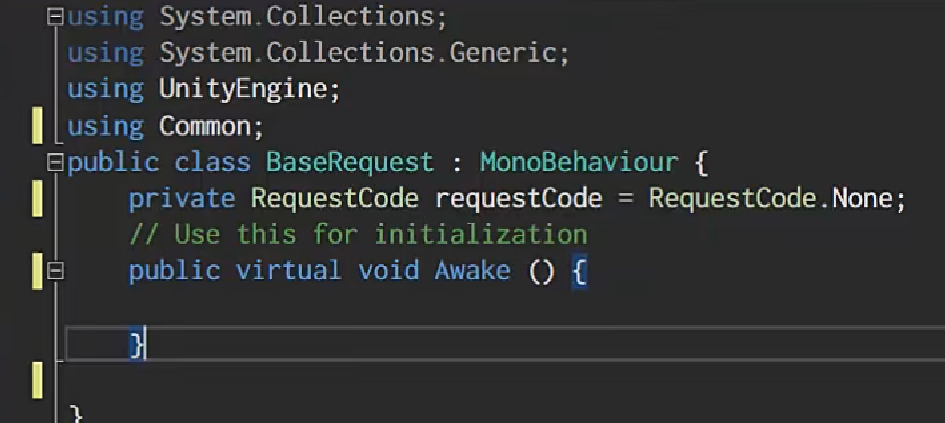 using System.Collections;
using System.Collections.Generic;
using UnityEngine;
using Common;
public class BaseRequest : MonoBehaviour {
    private RequestCode requestCode = RequestCode.None;
    // Use this for initialization
    public virtual void Awake () {
    }
}